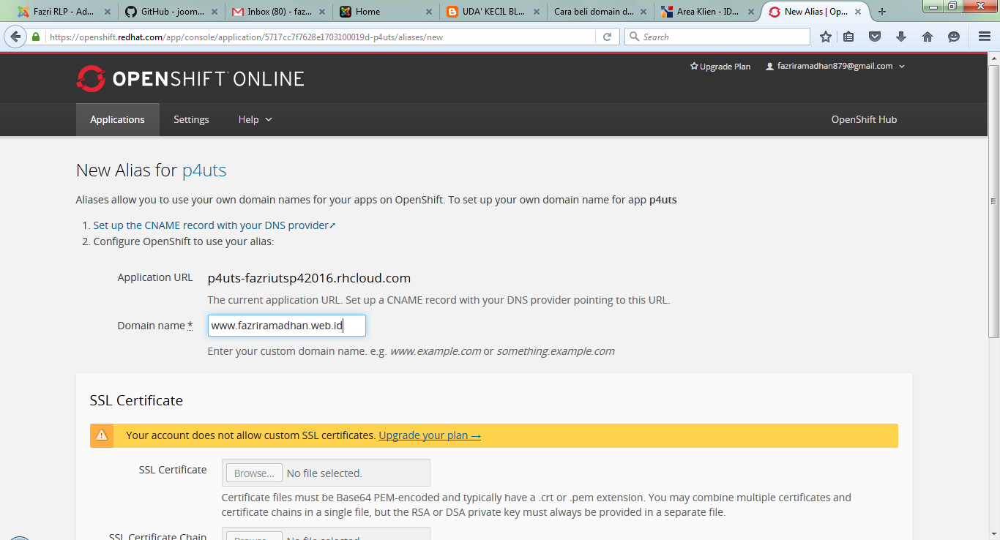 Fazri RLP - Ad...
GitHub - joom...
Inbox (80) - faz...
Home
UDA' KECIL BL...
Cara beli domain d...
Area Klien - ID...
New Alias | Op...
https://openshift.redhat.com/app/console/application/5717cc7f7628e1703100019d-p4uts/aliases/new
Search
OPENSHIFT ONLINE
Upgrade Plan
fazriramadhan879@gmail.com
Applications
Settings
Help
OpenShift Hub
New Alias for p4uts
Aliases allow you to use your own domain names for your apps on OpenShift. To set up your own domain name for app p4uts
1. Set up the CNAME record with your DNS provider
2. Configure OpenShift to use your alias:
Application URL
p4uts-fazriutsp42016.rhcloud.com
The current application URL. Set up a CNAME record with your DNS provider pointing to this URL.
Domain name *
www.fazriramadhan.web.id
Enter your custom domain name. e.g. www.example.com or something.example.com
SSL Certificate
Your account does not allow custom SSL certificates. Upgrade your plan →
SSL Certificate
Browse... No file selected.
Certificate files must be Base64 PEM-encoded and typically have a .crt or .pem extension. You may combine multiple certificates and
certificate chains in a single file, but the RSA or DSA private key must always be provided in a separate file.
SSL Certificate Chain
Browse... No file selected.